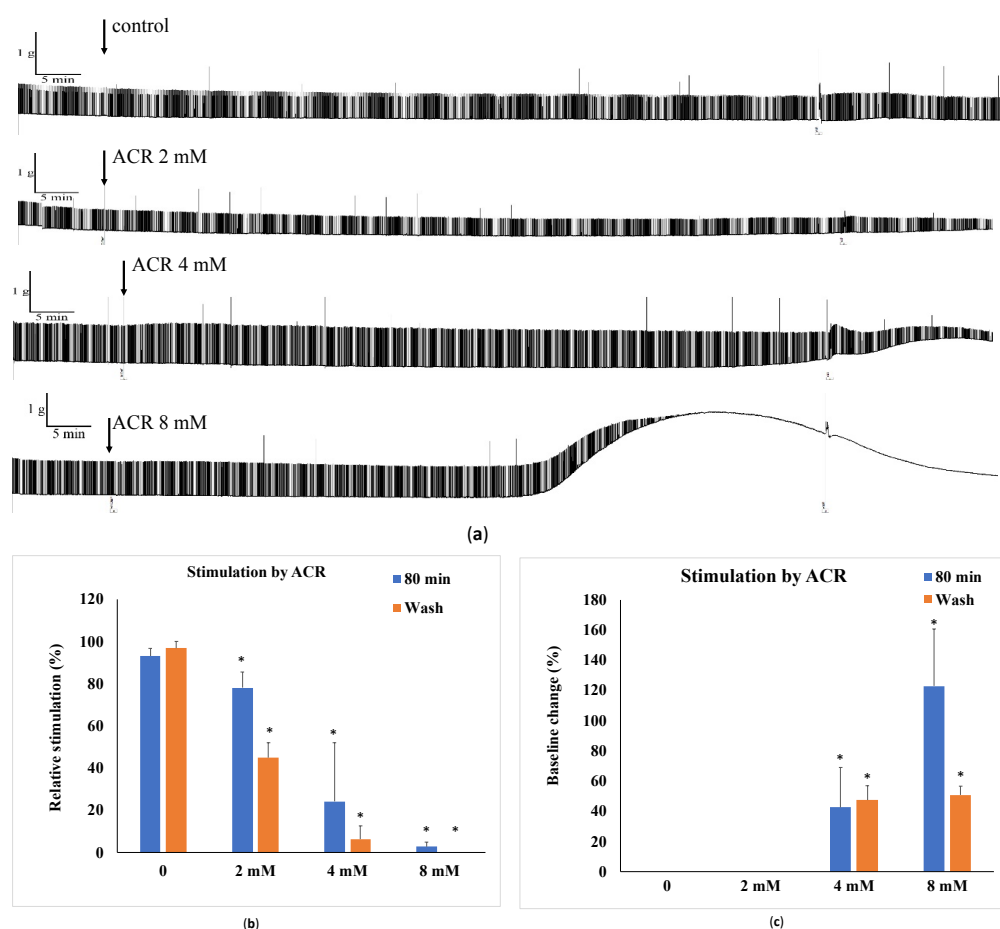 control
1 g
5 min
ACR 2 mM
1 g
5 min
ACR 4 mM
1 g
5 min
ACR 8 mM
1 g
5 min
(a)
Stimulation by ACR
80 min
Wash
Relative stimulation (%)
120
100
80
60
40
20
0
* * * * * *
0 2 mM 4 mM 8 mM
(b)
Stimulation by ACR
80 min
Wash
Baseline change (%)
180
160
140
120
100
80
60
40
20
0
* * * *
0 2 mM 4 mM 8 mM
(c)